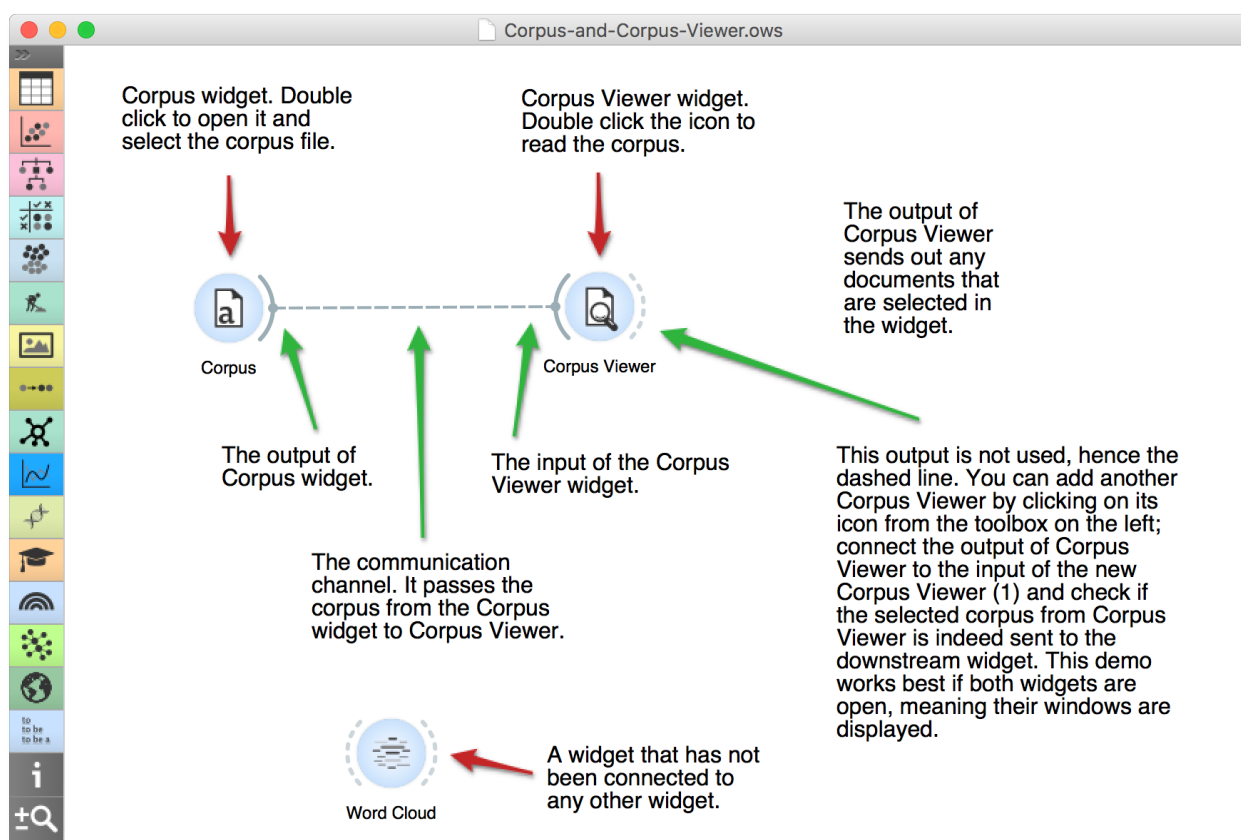 Corpus-and-Corpus-Viewer.ows
Corpus widget. Double
click to open it and
select the corpus file.
Corpus Viewer widget.
Double click the icon to
read the corpus.
The output of
Corpus Viewer
sends out any
documents that
are selected in
the widget.
a
Corpus
Corpus Viewer
The output of
Corpus widget.
The input of the Corpus
Viewer widget.
This output is not used, hence the
dashed line. You can add another
Corpus Viewer by clicking on its
icon from the toolbox on the left;
connect the output of Corpus
Viewer to the input of the new
Corpus Viewer (1) and check if
the selected corpus from Corpus
Viewer is indeed sent to the
downstream widget. This demo
works best if both widgets are
open, meaning their windows are
displayed.
The communication
channel. It passes the
corpus from the Corpus
widget to Corpus Viewer.
to
to be
to be a
i
A widget that has not
been connected to
any other widget.
Word Cloud